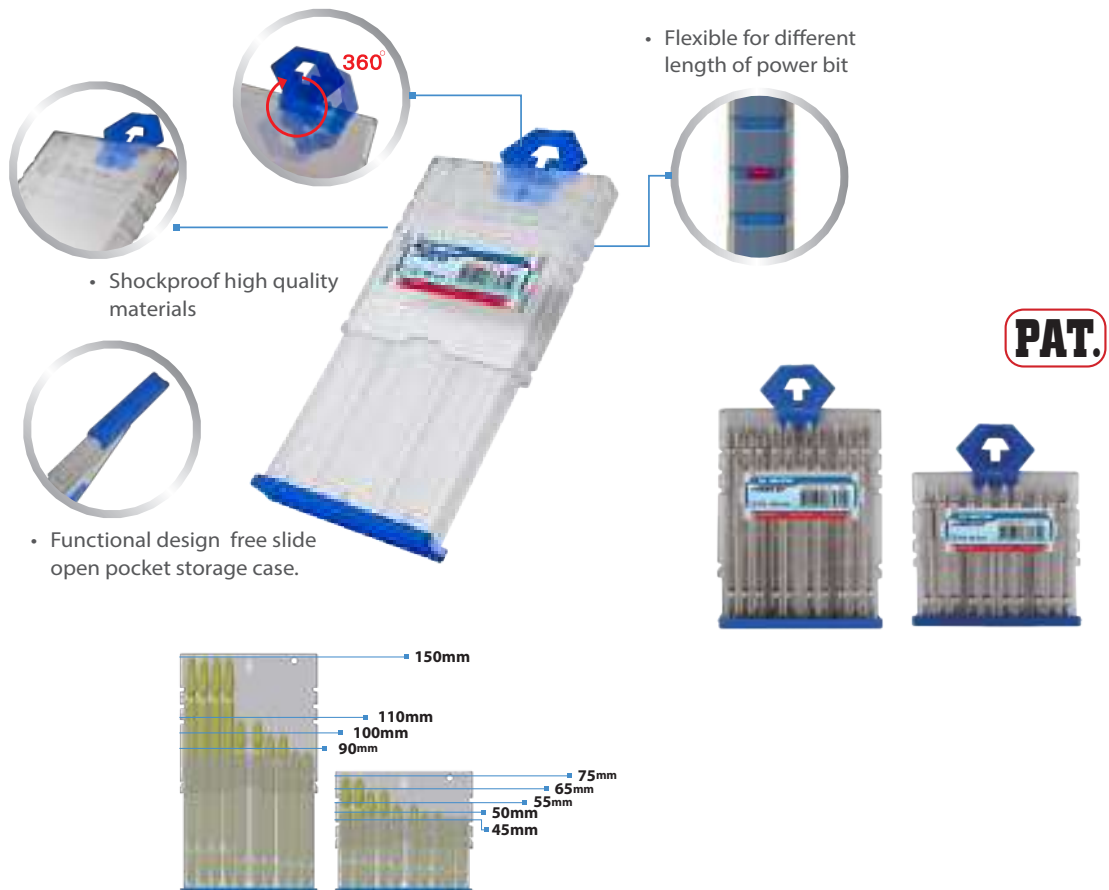 360°
• Flexible for different
length of power bit
• Shockproof high quality
materials
PAT.
• Functional design free slide
open pocket storage case.
150mm
110mm
100mm
90mm
75mm
65mm
55mm
50mm
45mm